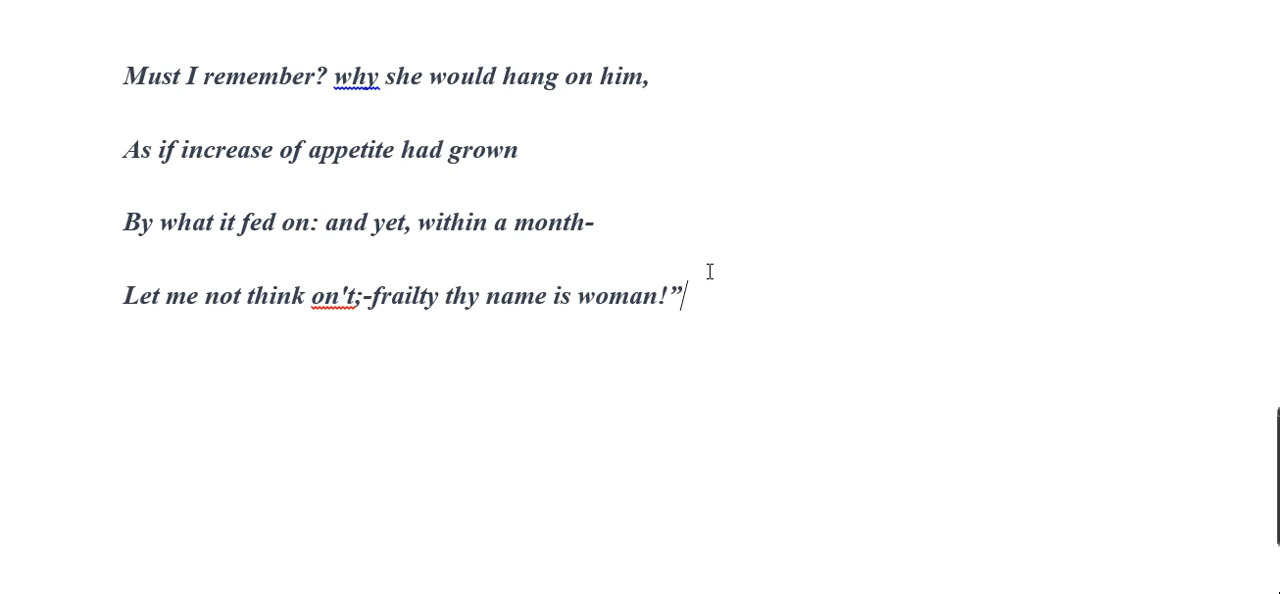 Must I remember? why she would hang on him,
As if increase of appetite had grown
By what it fed on: and yet, within a month-
Let me not think on't;-frailty thy name is woman!”